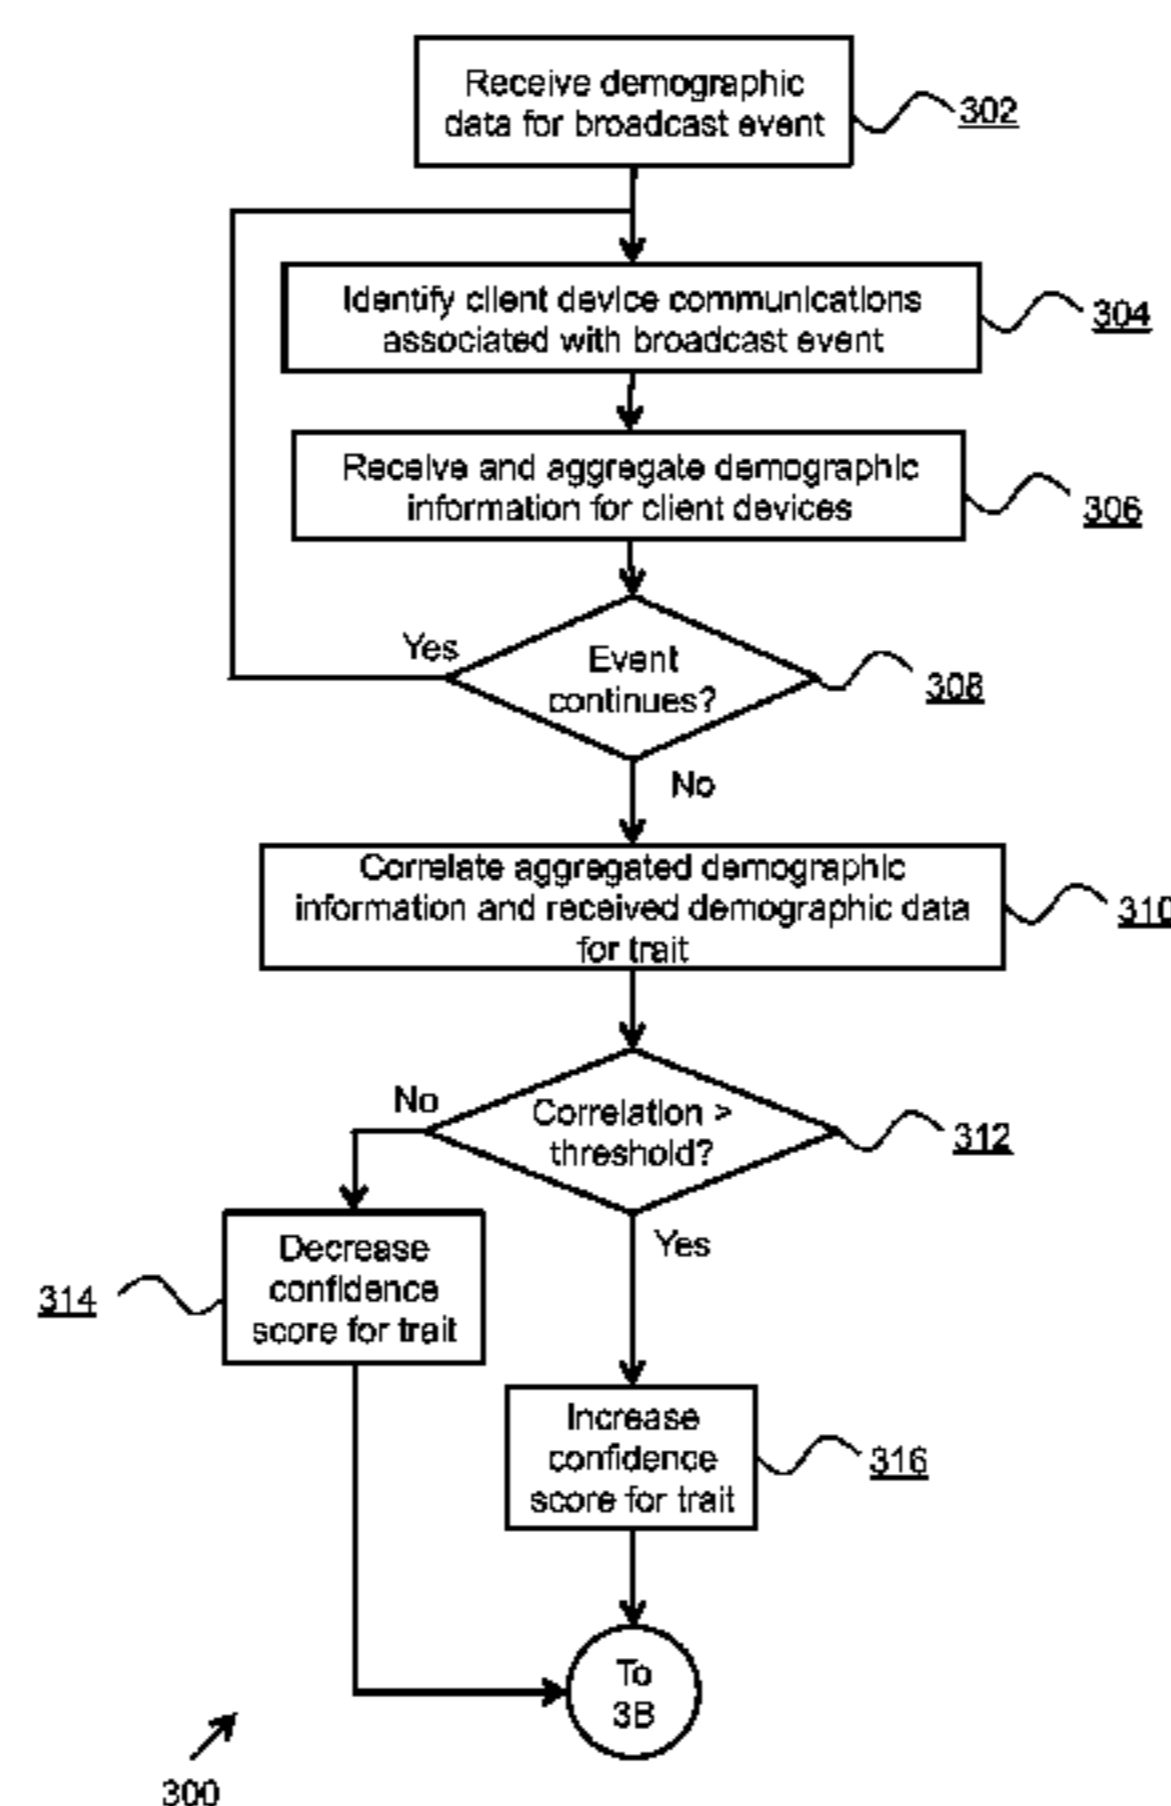 Receive demographic
data for broadcast event
302
Identify client device communications
associated with broadcast event
304
Receive and aggregate demographic
information for client devices
306
Yes
Event
continues?
308
No
Correlate aggregated demographic
information and received demographic data
for trait
310
No
Correlation >
threshold?
312
Yes
Decrease
confidence
score for trait
314
Increase
confidence
score for trait
316
To
3B
300